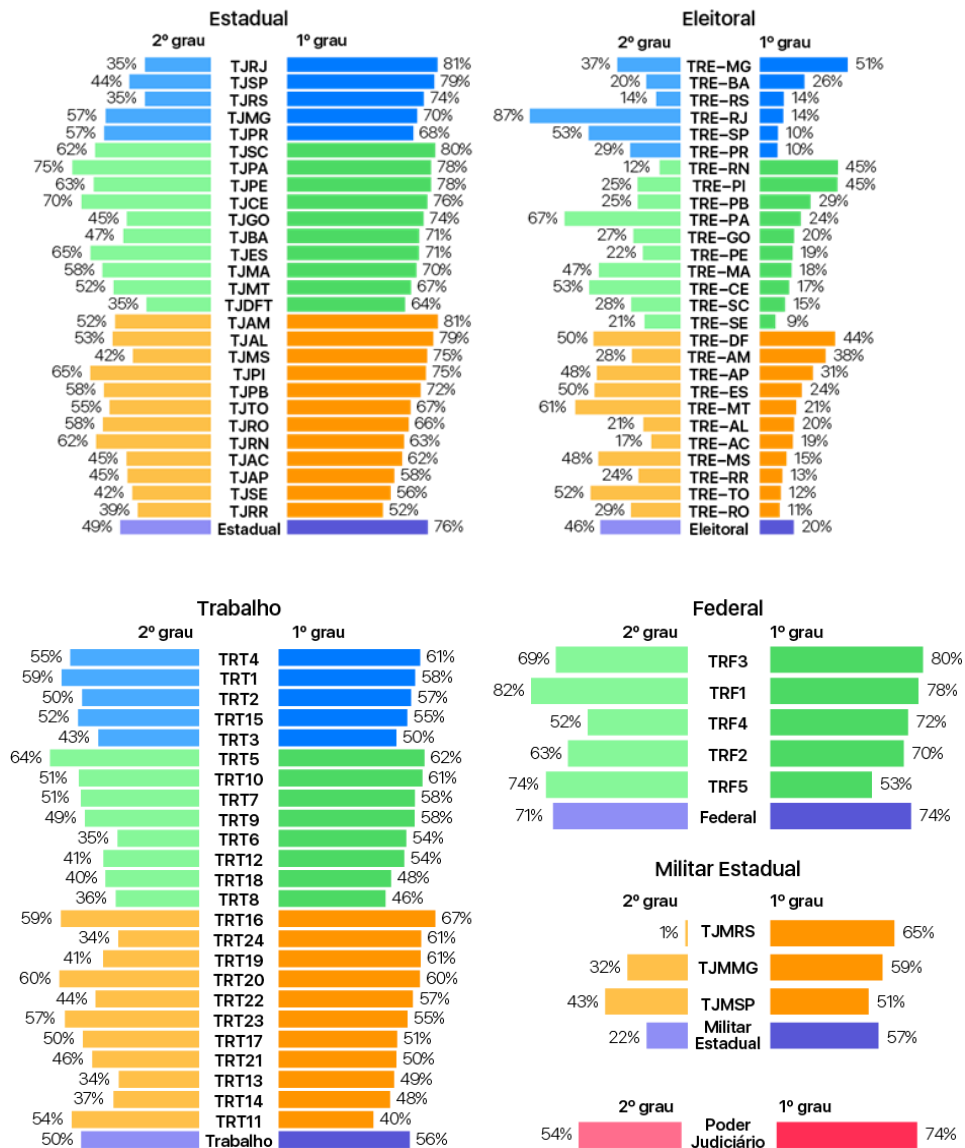 Estadual
2º grau 1º grau
35% TJRJ 81%
44% TJSP 79%
35% TJRS 74%
57% TJMG 70%
57% TJPR 68%
62% TJSC 80%
75% TJPA 78%
63% TJPE 78%
70% TJCE 76%
45% TJGO 74%
47% TJBA 71%
65% TJES 71%
58% TJMA 70%
52% TJMT 67%
35% TJDFT 64%
52% TJAM 81%
53% TJAL 79%
42% TJMS 75%
65% TJPI 75%
58% TJPB 72%
55% TJTO 67%
58% TJRO 66%
62% TJRN 63%
45% TJAC 62%
45% TJAP 58%
42% TJSE 56%
39% TJRR 52%
49% Estadual 76%
Eleitoral
2º grau 1º grau
37% TRE-MG 51%
20% TRE-BA 26%
14% TRE-RS 14%
87% TRE-RJ 14%
53% TRE-SP 10%
29% TRE-PR 10%
12% TRE-RN 45%
25% TRE-PI 45%
25% TRE-PB 29%
67% TRE-PA 24%
27% TRE-GO 20%
22% TRE-PE 19%
47% TRE-MA 18%
53% TRE-CE 17%
28% TRE-SC 15%
21% TRE-SE 9%
50% TRE-DF 44%
28% TRE-AM 38%
48% TRE-AP 31%
50% TRE-ES 24%
61% TRE-MT 21%
21% TRE-AL 20%
17% TRE-AC 19%
48% TRE-MS 15%
24% TRE-RR 13%
52% TRE-TO 12%
29% TRE-RO 11%
46% Eleitoral 20%
Trabalho
2º grau 1º grau
55% TRT4 61%
59% TRT1 58%
50% TRT2 57%
52% TRT15 55%
43% TRT3 50%
64% TRT5 62%
51% TRT10 61%
51% TRT7 58%
49% TRT9 58%
35% TRT6 54%
41% TRT12 54%
40% TRT18 48%
36% TRT8 46%
59% TRT16 67%
34% TRT24 61%
41% TRT19 61%
60% TRT20 60%
44% TRT22 57%
57% TRT23 55%
50% TRT17 51%
46% TRT21 50%
34% TRT13 49%
37% TRT14 48%
54% TRT11 40%
50% Trabalho 56%
Federal
2º grau 1º grau
69% TRF3 80%
82% TRF1 78%
52% TRF4 72%
63% TRF2 70%
74% TRF5 53%
71% Federal 74%
Militar Estadual
2º grau 1º grau
1% TJMRS 65%
32% TJMMG 59%
43% TJMSP 51%
22% Militar 57%
Estadual
2º grau 1º grau
54% Poder 74%
Judiciário